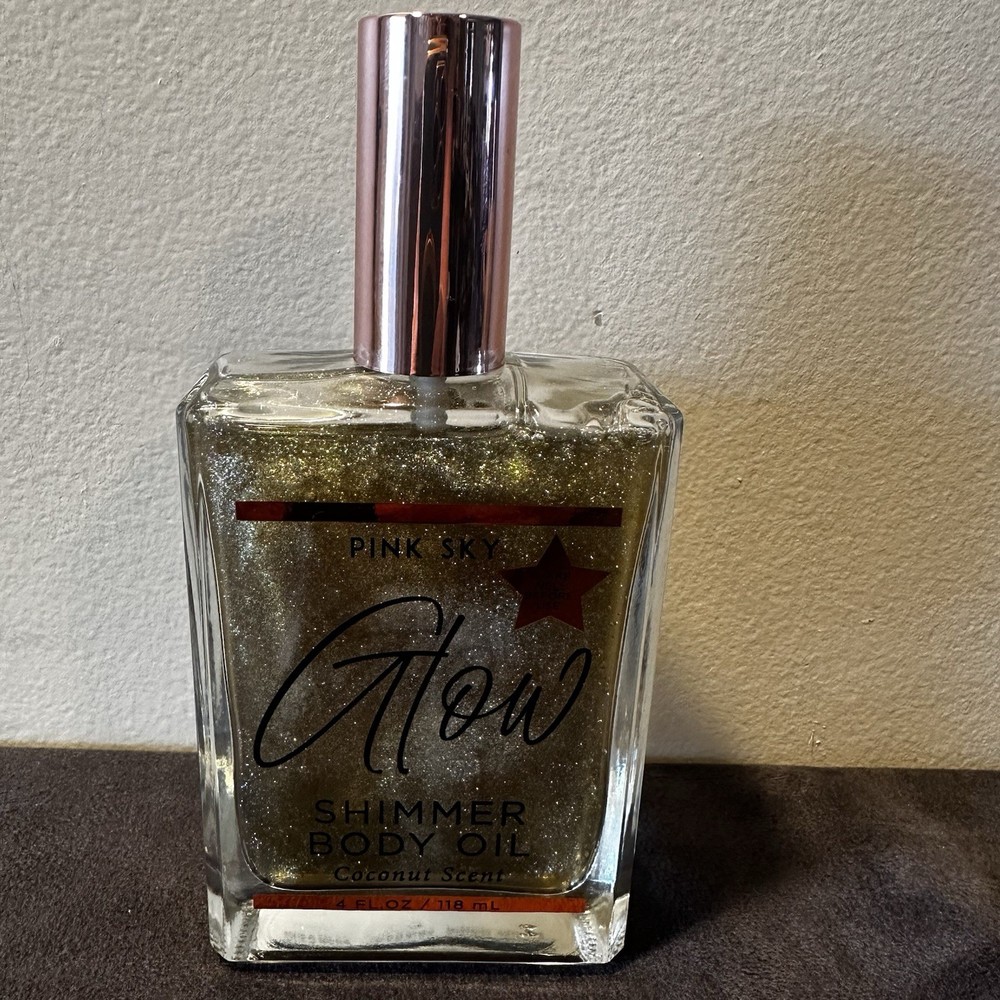 PINK SKY
Glow
SHIMMER
BODY OIL
Coconut Scent
4 FL.OZ / 118 mL